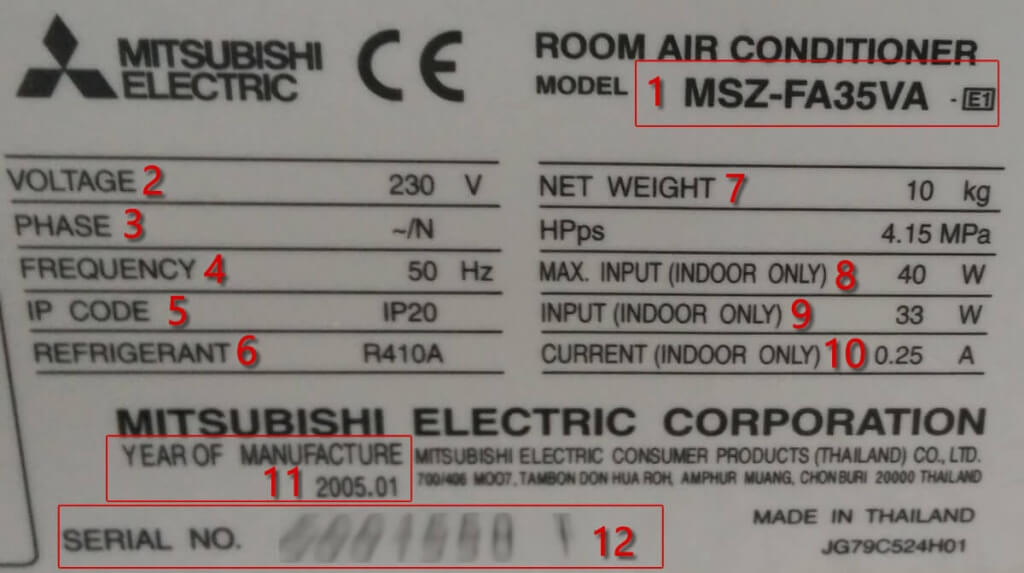 MITSUBISHI
ELECTRIC
CE
ROOM AIR CONDITIONER
MODEL 1 MSZ-FA35VA - E1
VOLTAGE 2 230 V
PHASE 3 ~/N
FREQUENCY 4 50 Hz
IP CODE 5 IP20
REFRIGERANT 6 R410A
NET WEIGHT 7 10 kg
HPps 4.15 MPa
MAX. INPUT (INDOOR ONLY) 8 40 W
INPUT (INDOOR ONLY) 9 33 W
CURRENT (INDOOR ONLY) 10 0.25 A
MITSUBISHI ELECTRIC CORPORATION
YEAR OF MANUFACTURE
11 2005.01
MITSUBISHI ELECTRIC CONSUMER PRODUCTS (THAILAND) CO., LTD.
700/406 MOO7, TAMBON DON HUA ROH, AMPHUR MUANG, CHONBURI 20000 THAILAND
SERIAL NO. 12
MADE IN THAILAND
JG79C524H01